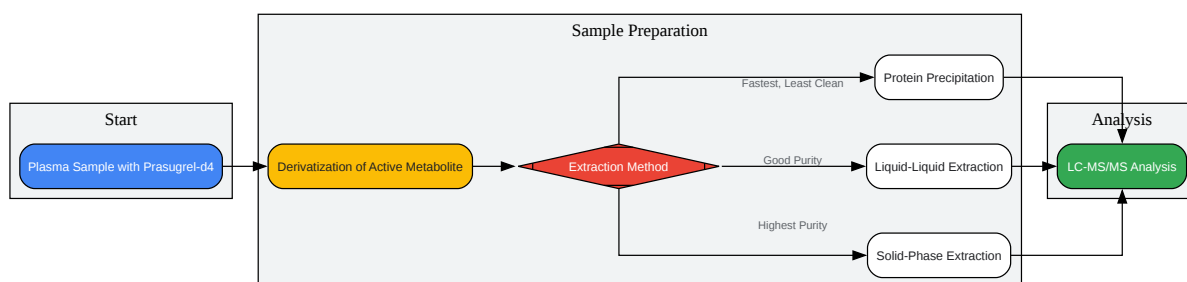 Sample Preparation
Protein Precipitation
Fastest, Least Clean
Start
Analysis
Plasma Sample with Prasugrel-d4
Derivatization of Active Metabolite
Extraction Method
Good Purity
Liquid-Liquid Extraction
LC-MS/MS Analysis
Highest Purity
Solid-Phase Extraction